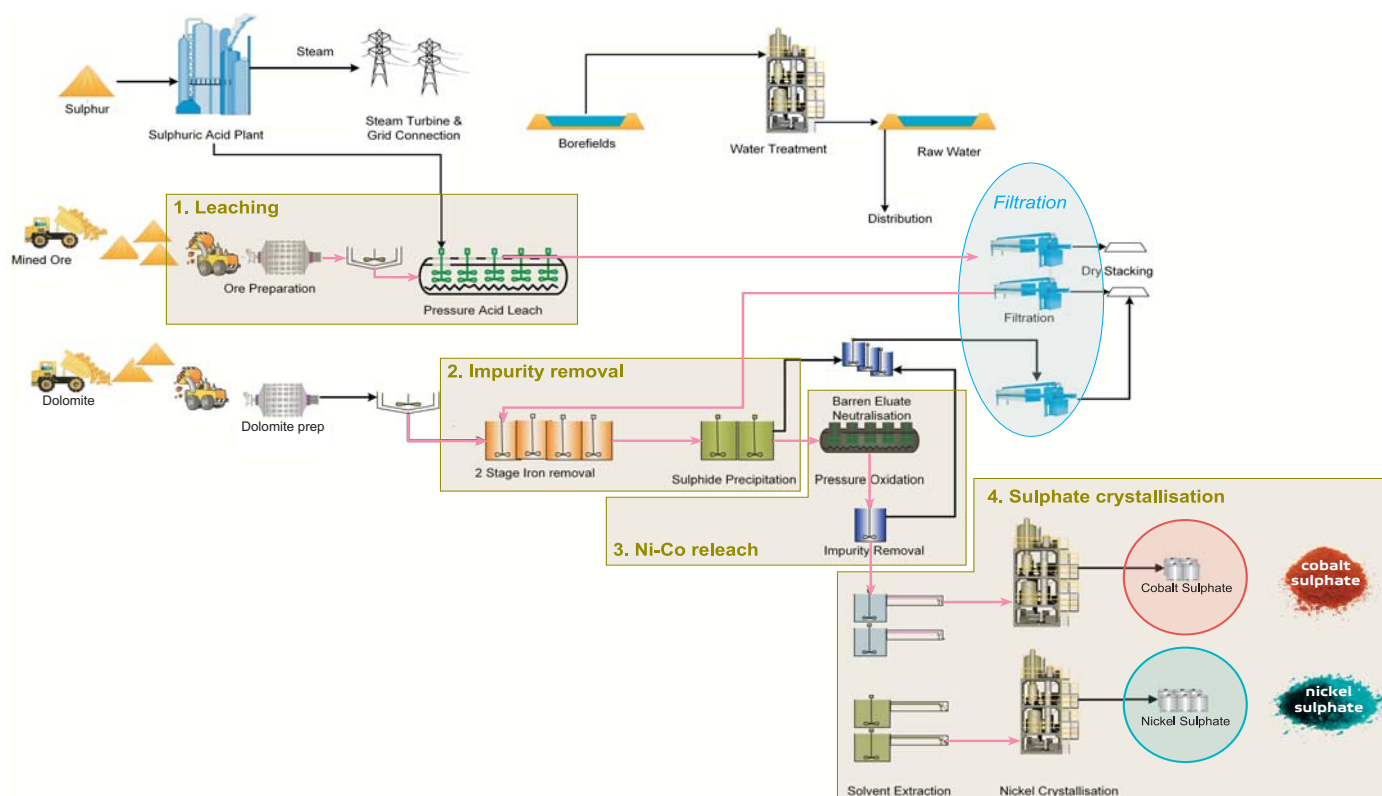 Steam
Sulphur
Sulphuric Acid Plant
Steam Turbine &
Grid Connection
Borefields
Water Treatment
Raw Water
Distribution
1. Leaching
Mined Ore
Ore Preparation
Pressure Acid Leach
Filtration
Dry Stacking
Filtration
Dolomite
Dolomite prep
2. Impurity removal
2 Stage Iron removal
Sulphide Precipitation
Barren Eluate
Neutralisation
Pressure Oxidation
3. Ni-Co releach
Impurity Removal
4. Sulphate crystallisation
Cobalt Sulphate
cobalt
sulphate
Nickel Sulphate
nickel
sulphate
Solvent Extraction
Nickel Crystallisation